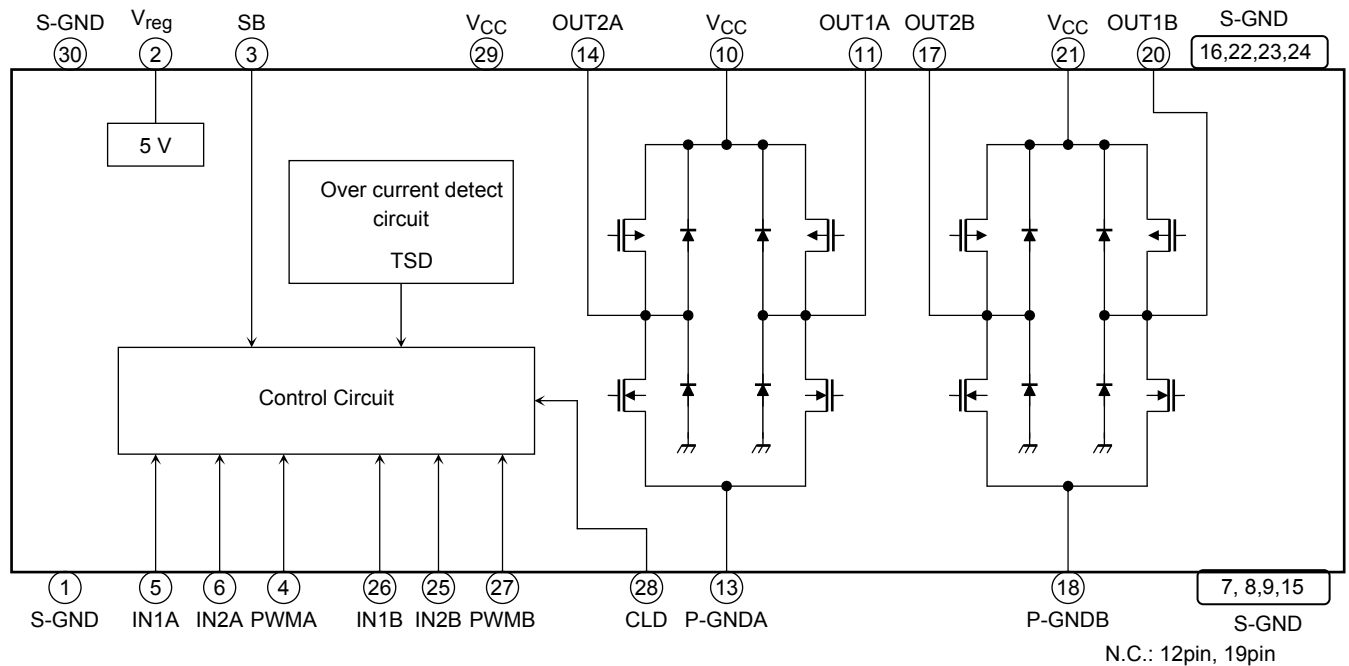 S-GND Vreg SB VCC OUT2A VCC OUT1A OUT2B VCC OUT1B S-GND
30 2 3 29 14 10 11 17 21 20 16,22,23,24
5 V
Over current detect
circuit
TSD
Control Circuit
1 5 6 4 26 25 27 28 13 18 7, 8,9,15
S-GND IN1A IN2A PWMA IN1B IN2B PWMB CLD P-GNDA P-GNDB S-GND
N.C.: 12pin, 19pin